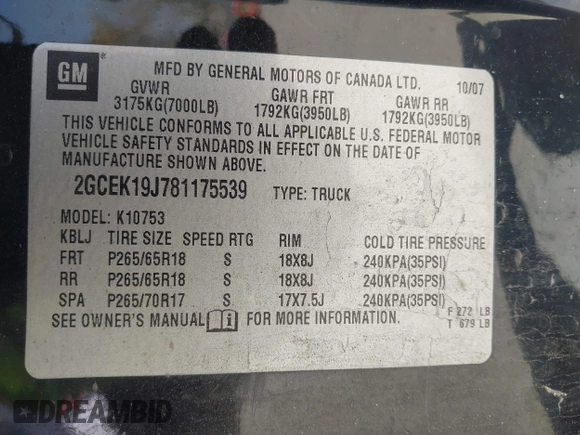 GM
MFD BY GENERAL MOTORS OF CANADA LTD. 10/07
GVWR GAWR FRT GAWR RR
3175KG(7000LB) 1792KG(3950LB) 1792KG(3950LB)
THIS VEHICLE CONFORMS TO ALL APPLICABLE U.S. FEDERAL MOTOR
VEHICLE SAFETY STANDARDS IN EFFECT ON THE DATE OF
MANUFACTURE SHOWN ABOVE.
2GCEK19J781175539 TYPE: TRUCK
MODEL: K10753
KBLJ TIRE SIZE SPEED RTG RIM COLD TIRE PRESSURE
FRT P265/65R18 S 18X8J 240KPA(35PSI)
RR P265/65R18 S 18X8J 240KPA(35PSI)
SPA P265/70R17 S 17X7.5J 240KPA(35PSI)
SEE OWNER'S MANUAL i FOR MORE INFORMATION.
F 272 LB
T 679 LB
DREAMBID